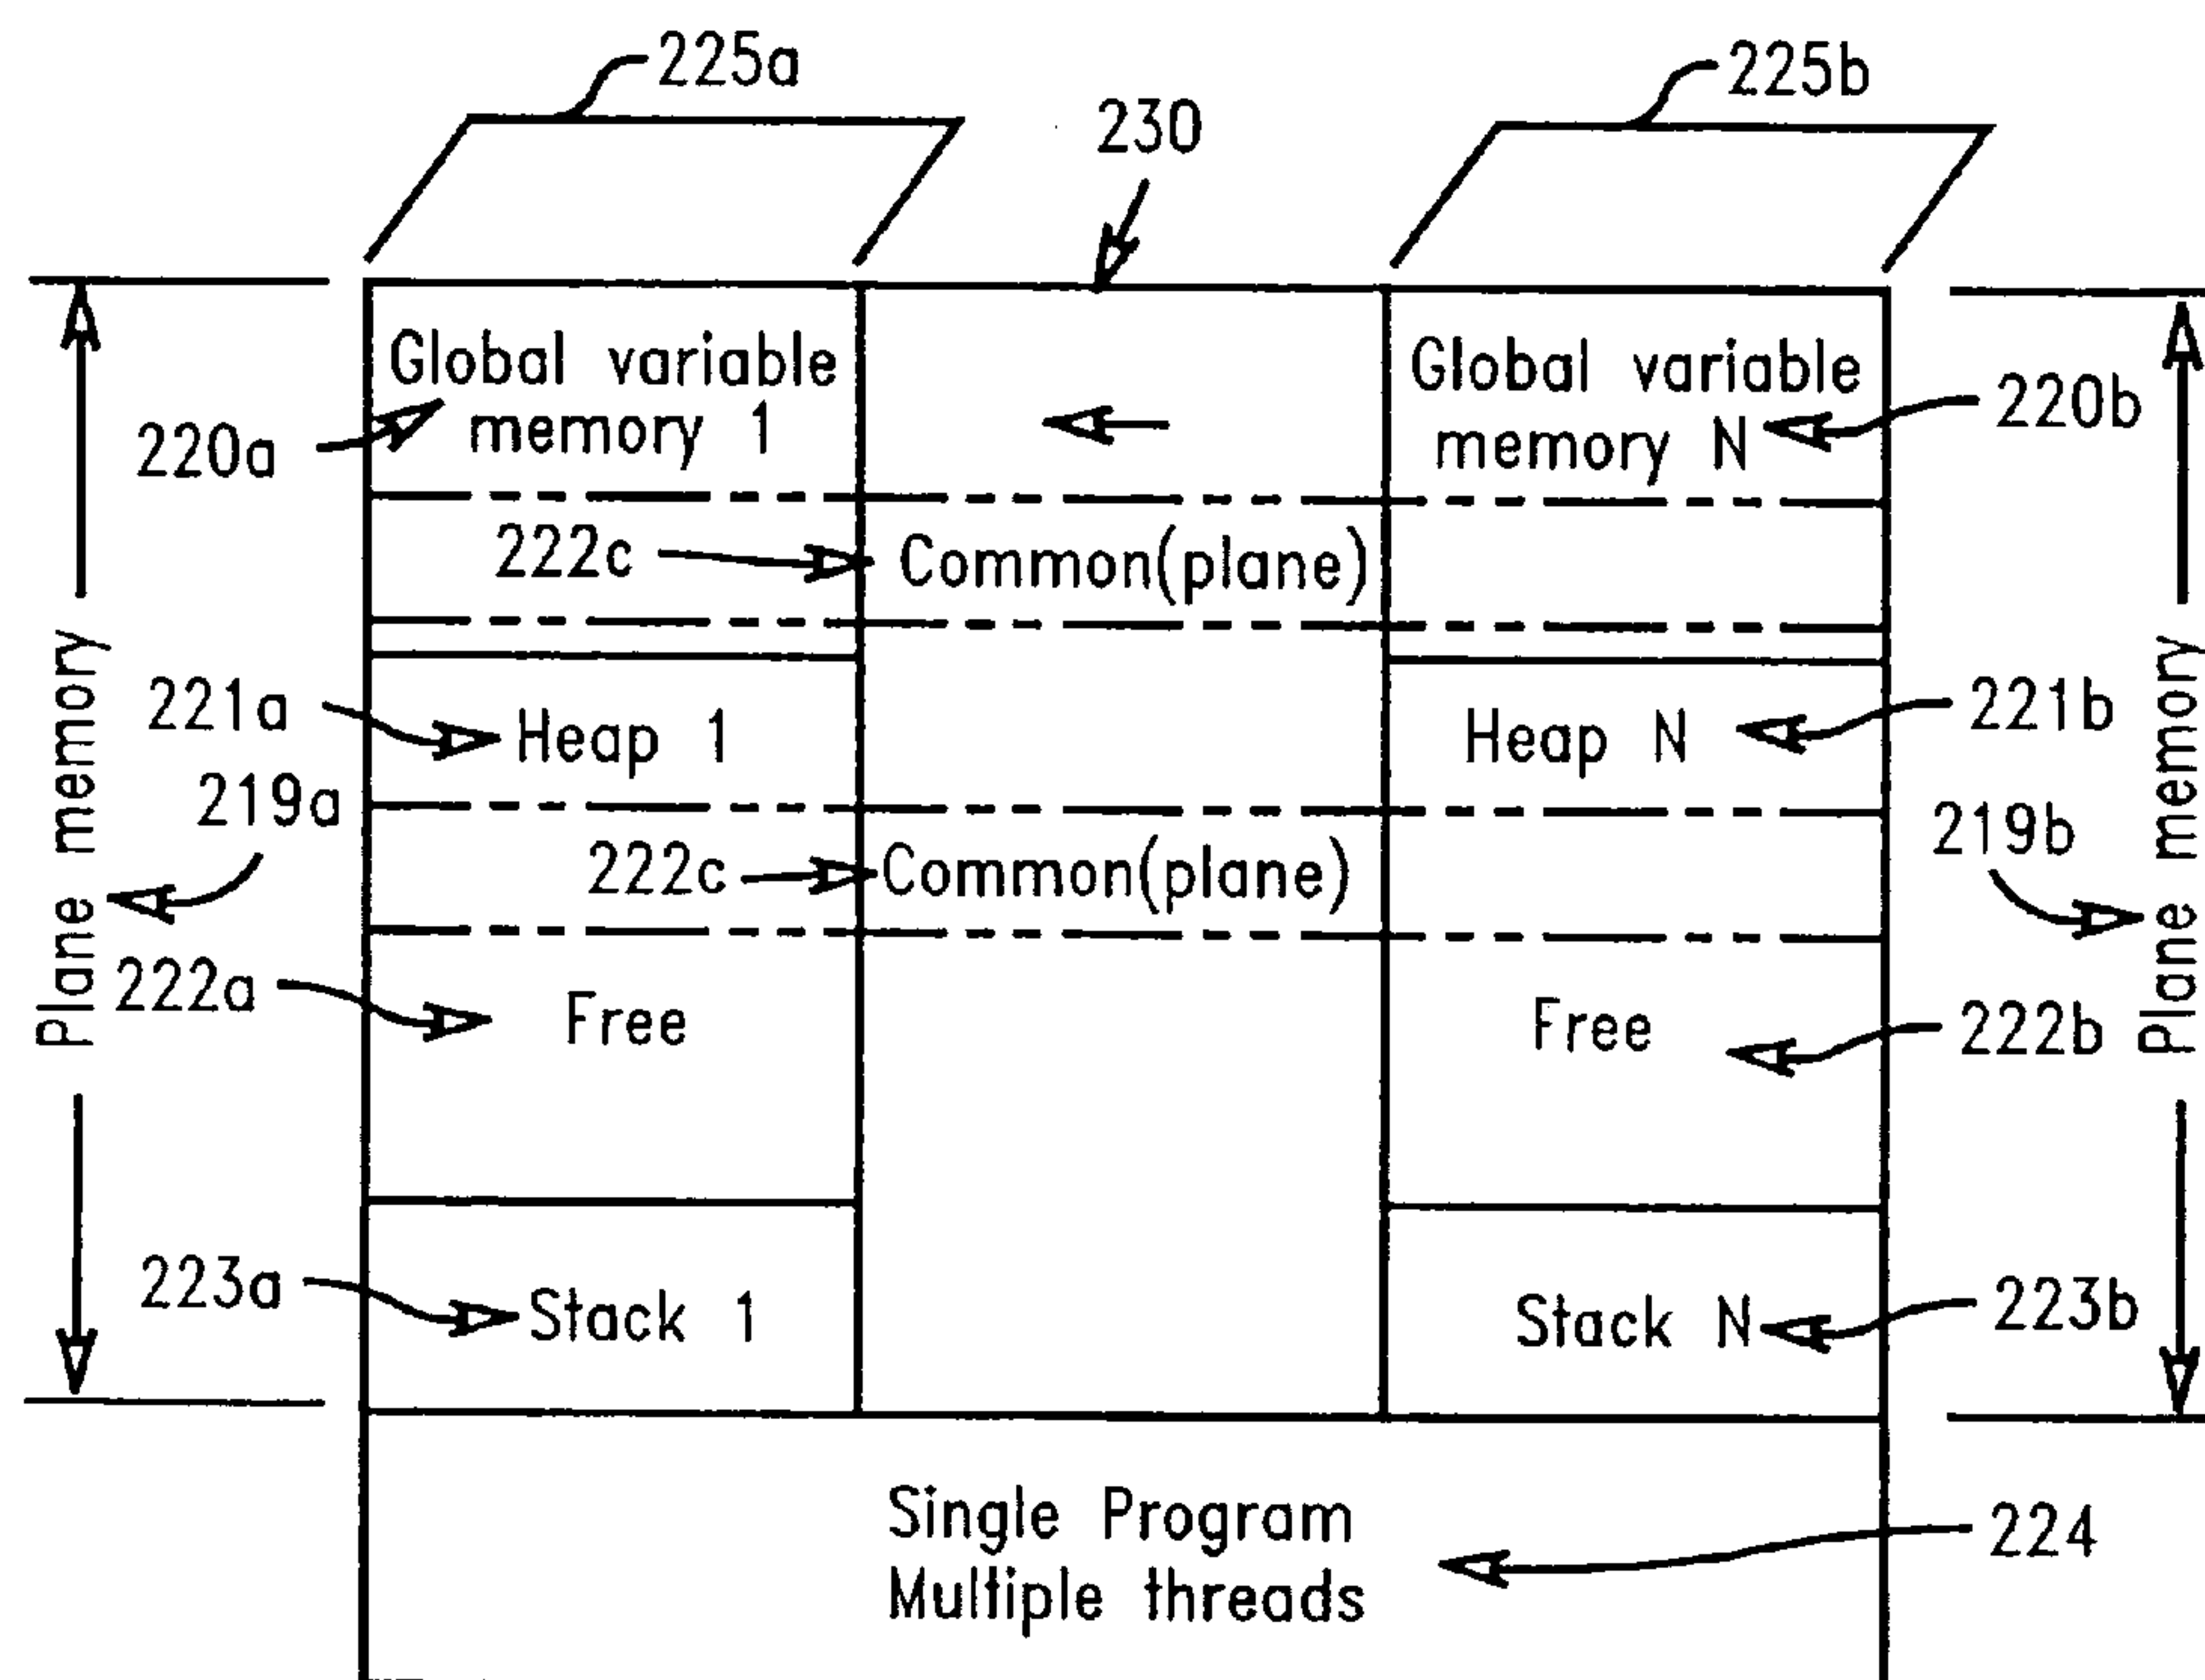 225a
225b
230
Global variable
memory 1
Global variable
memory N
220a
220b
222c
Common(plane)
221a
Heap 1
Heap N
221b
219a
219b
Plane memory
Plane memory
222c
Common(plane)
222a
Free
Free
222b
223a
Stack 1
Stack N
223b
Single Program
Multiple threads
224